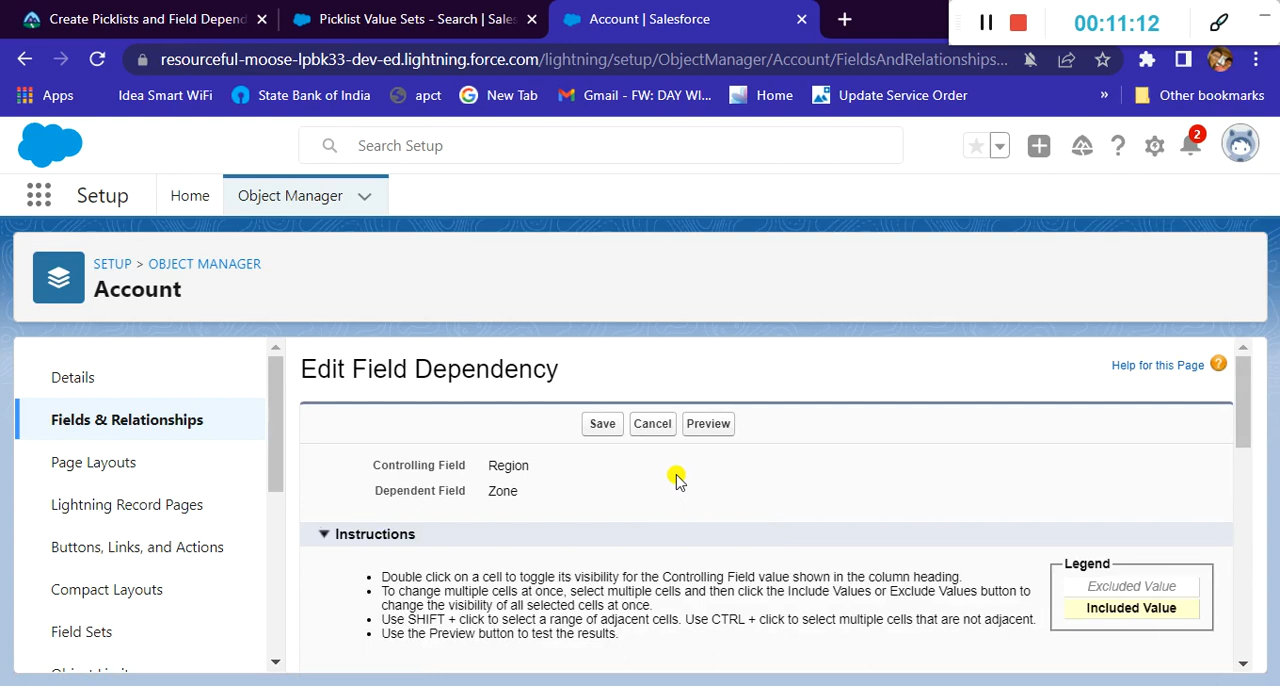 Create Picklists and Field Depend
Picklist Value Sets - Search | Sales
Account | Salesforce
00:11:12
resourceful-moose-lpbk33-dev-ed.lightning.force.com/lightning/setup/ObjectManager/Account/FieldsAndRelationships...
Apps
Idea Smart WiFi
State Bank of India
apct
New Tab
Gmail - FW: DAY WI...
Home
Update Service Order
»
Other bookmarks
Search Setup
2
Setup
Home
Object Manager
SETUP > OBJECT MANAGER
Account
Details
Fields & Relationships
Page Layouts
Lightning Record Pages
Buttons, Links, and Actions
Compact Layouts
Field Sets
Edit Field Dependency
Help for this Page ?
Save
Cancel
Preview
Controlling Field Region
Dependent Field Zone
Instructions
• Double click on a cell to toggle its visibility for the Controlling Field value shown in the column heading.
• To change multiple cells at once, select multiple cells and then click the Include Values or Exclude Values button to
change the visibility of all selected cells at once.
• Use SHIFT + click to select a range of adjacent cells. Use CTRL + click to select multiple cells that are not adjacent.
• Use the Preview button to test the results.
Legend
Excluded Value
Included Value